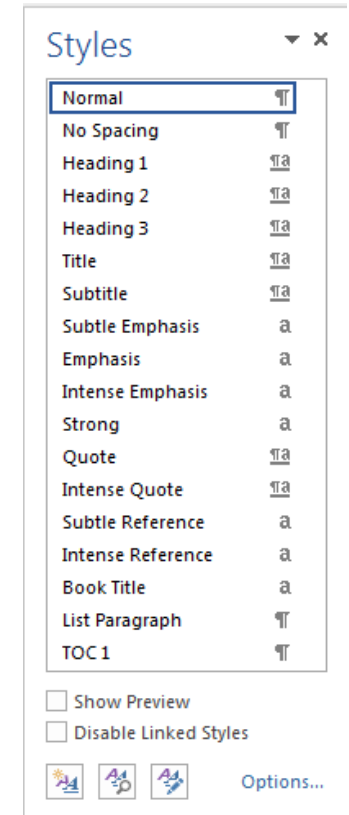 Styles
Normal ¶
No Spacing ¶
Heading 1 ¶a
Heading 2 ¶a
Heading 3 ¶a
Title ¶a
Subtitle ¶a
Subtle Emphasis a
Emphasis a
Intense Emphasis a
Strong a
Quote ¶a
Intense Quote ¶a
Subtle Reference a
Intense Reference a
Book Title a
List Paragraph ¶
TOC 1 ¶
Show Preview
Disable Linked Styles
Options...